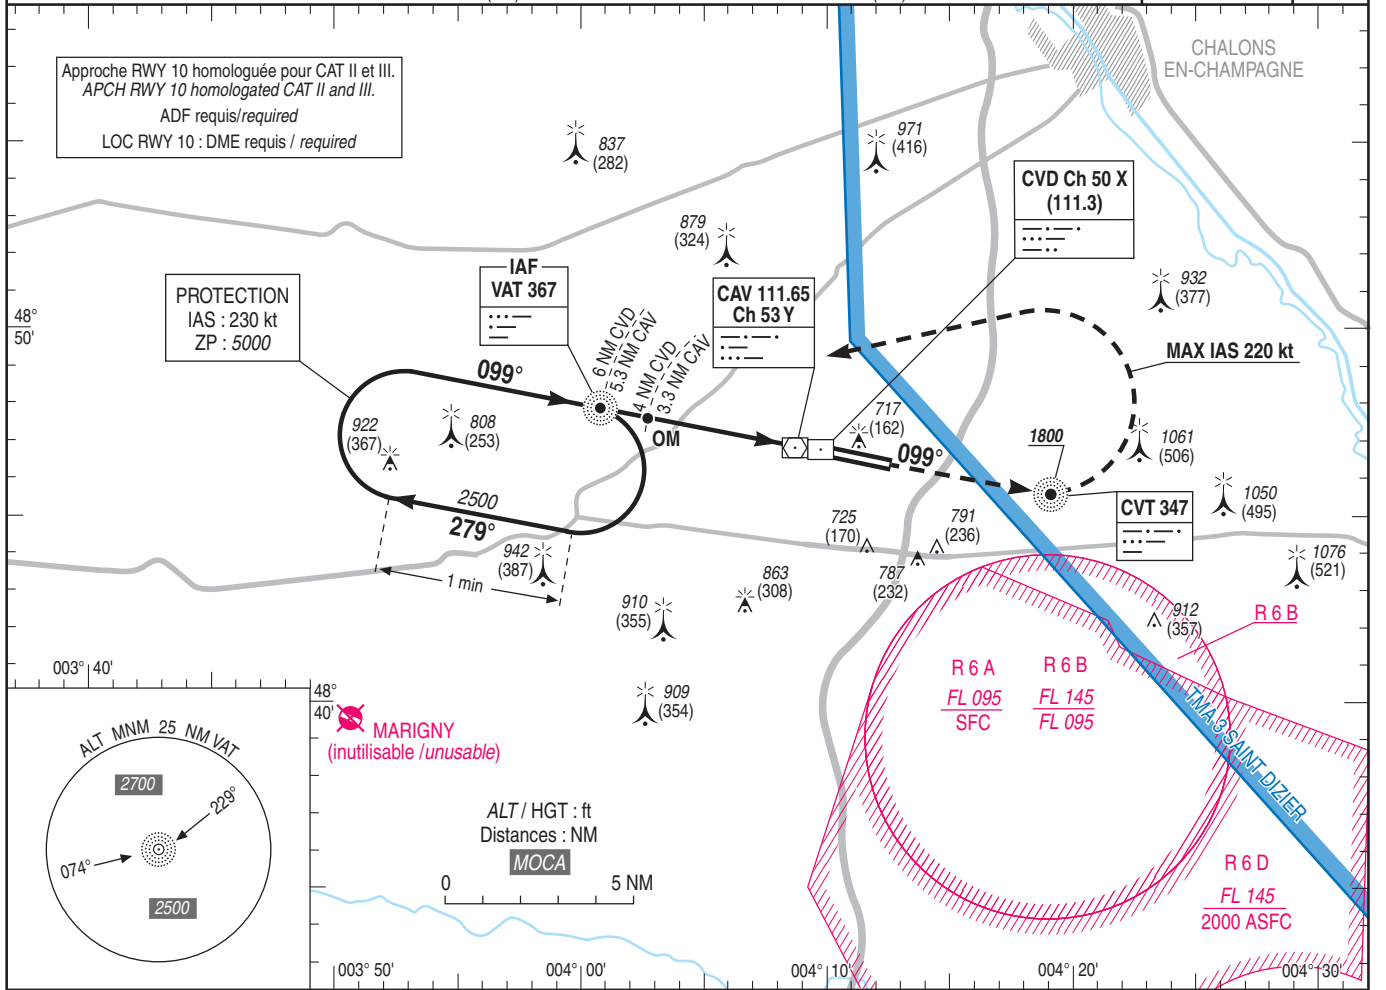 CHALONS
EN-CHAMPAGNE
Approche RWY 10 homologuée pour CAT II et III.
APCH RWY 10 homologated CAT II and III.
ADF requis/required
LOC RWY 10 : DME requis / required
837
(282)
971
(416)
CVD Ch 50 X
(111.3)
879
(324)
IAF
VAT 367
CAV 111.65
Ch 53 Y
932
(377)
PROTECTION
IAS : 230 kt
ZP : 5000
48°
50'
6 NM CVD
5.3 NM CAV
4 NM CVD
3.3 NM CAV
MAX IAS 220 kt
099°
922
(367)
808
(253)
OM
717
(162)
099°
1800
1061
(506)
2500
279°
CVT 347
1050
(495)
725
(170)
791
(236)
942
(387)
1 min
787
(232)
1076
(521)
863
(308)
910
(355)
912
(357)
R 6 B
003° 40'
R 6 A
FL 095
SFC
R 6 B
FL 145
FL 095
48°
40'
909
(354)
MARIGNY
(inutilisable /unusable)
TMA 3 SAINT DIZIER
ALT MNM 25 NM VAT
2700
229°
074°
2500
ALT / HGT : ft
Distances : NM
MOCA
0
5 NM
R 6 D
FL 145
2000 ASFC
003° 50'
004° 00'
004° 10'
004° 20'
004° 30'